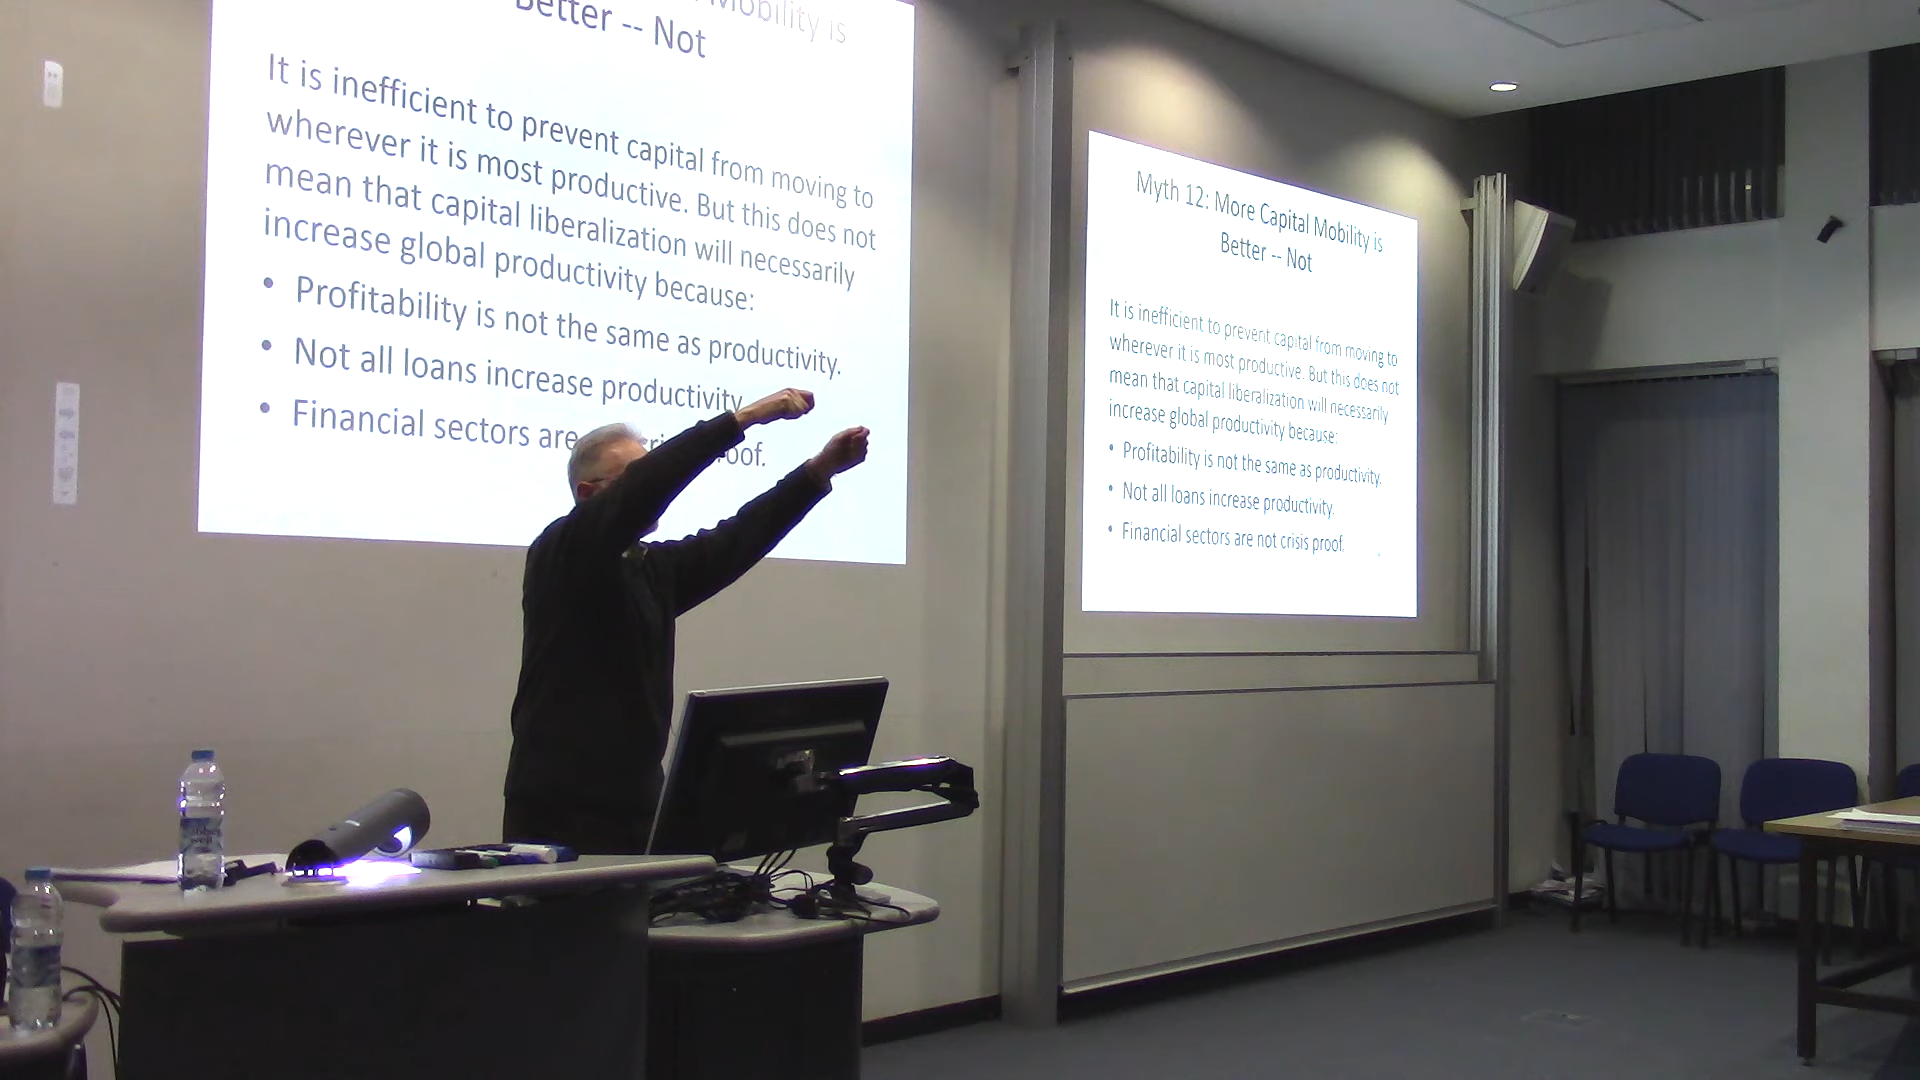 Mobility is
Better -- Not
It is inefficient to prevent capital from moving to
wherever it is most productive. But this does not
mean that capital liberalization will necessarily
increase global productivity because:
• Profitability is not the same as productivity.
• Not all loans increase productivity
• Financial sectors are proof.
Myth 12: More Capital Mobility is
Better -- Not
It is inefficient to prevent capital from moving to
wherever it is most productive. But this does not
mean that capital liberalization will necessarily
increase global productivity because:
• Profitability is not the same as productivity.
• Not all loans increase productivity.
• Financial sectors are not crisis proof.